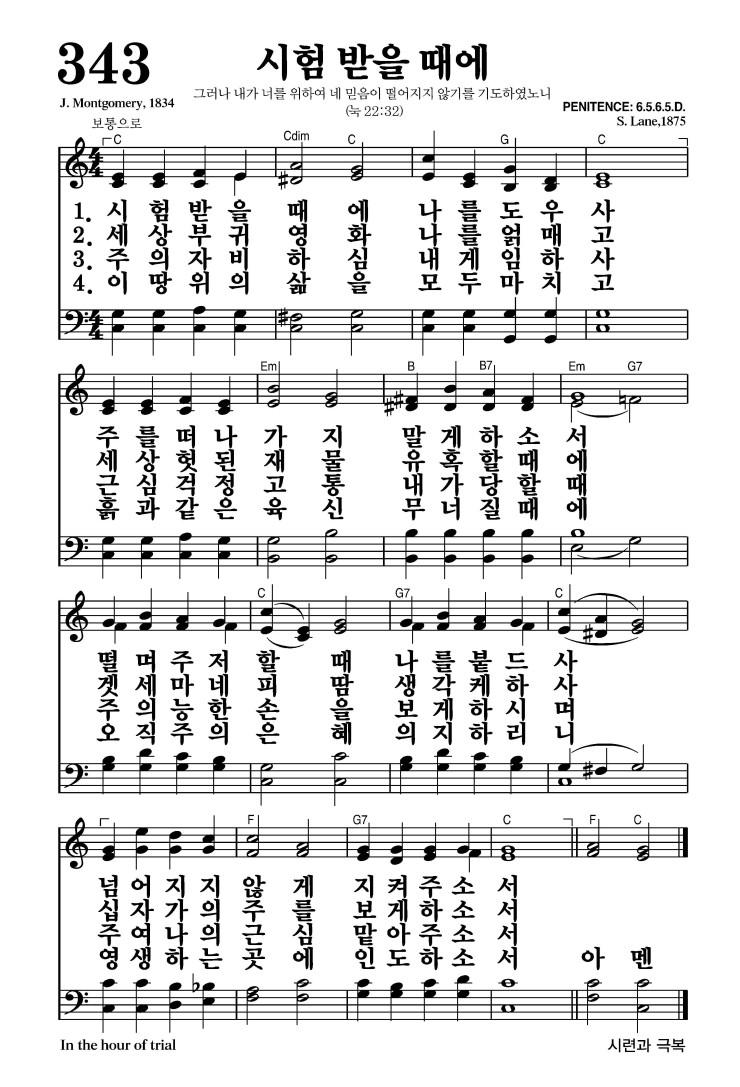 343
시험 받을 때에
그러나 내가 너를 위하여 네 믿음이 떨어지지 않기를 기도하였노니
(눅 22:32)
J. Montgomery, 1834
PENITENCE: 6.5.6.5.D.
S. Lane,1875
보통으로
C Cdim C G C
1. 시 험 받 을 때 에 나 를 도 우 사
2. 세 상 부 귀 영 화 나 를 얽 매 고
3. 주 의 자 비 하 심 내 게 임 하 사
4. 이 땅 위 의 삶 을 모 두 마 치 고
Em B B7 Em G7
주 를 떠 나 가 지 말 게 하 소 서
세 상 헛 된 재 물 유 혹 할 때 에
근 심 걱 정 고 통 내 가 당 할 때
흙 과 같 은 육 신 무 너 질 때 에
C G7 C
떨 며 주 저 할 때 나 를 붙 드 사
겟 세 마 네 피 땀 생 각 케 하 사
주 의 능 한 손 을 보 게 하 시 며
오 직 주 의 은 혜 의 지 하 리 니
F G7 C F C
넘 어 지 지 않 게 지 켜 주 소 서
십 자 가 의 주 를 보 게 하 소 서
주 여 나 의 근 심 맡 아 주 소 서
영 생 하 는 곳 에 인 도 하 소 서 아 멘
In the hour of trial
시련과 극복